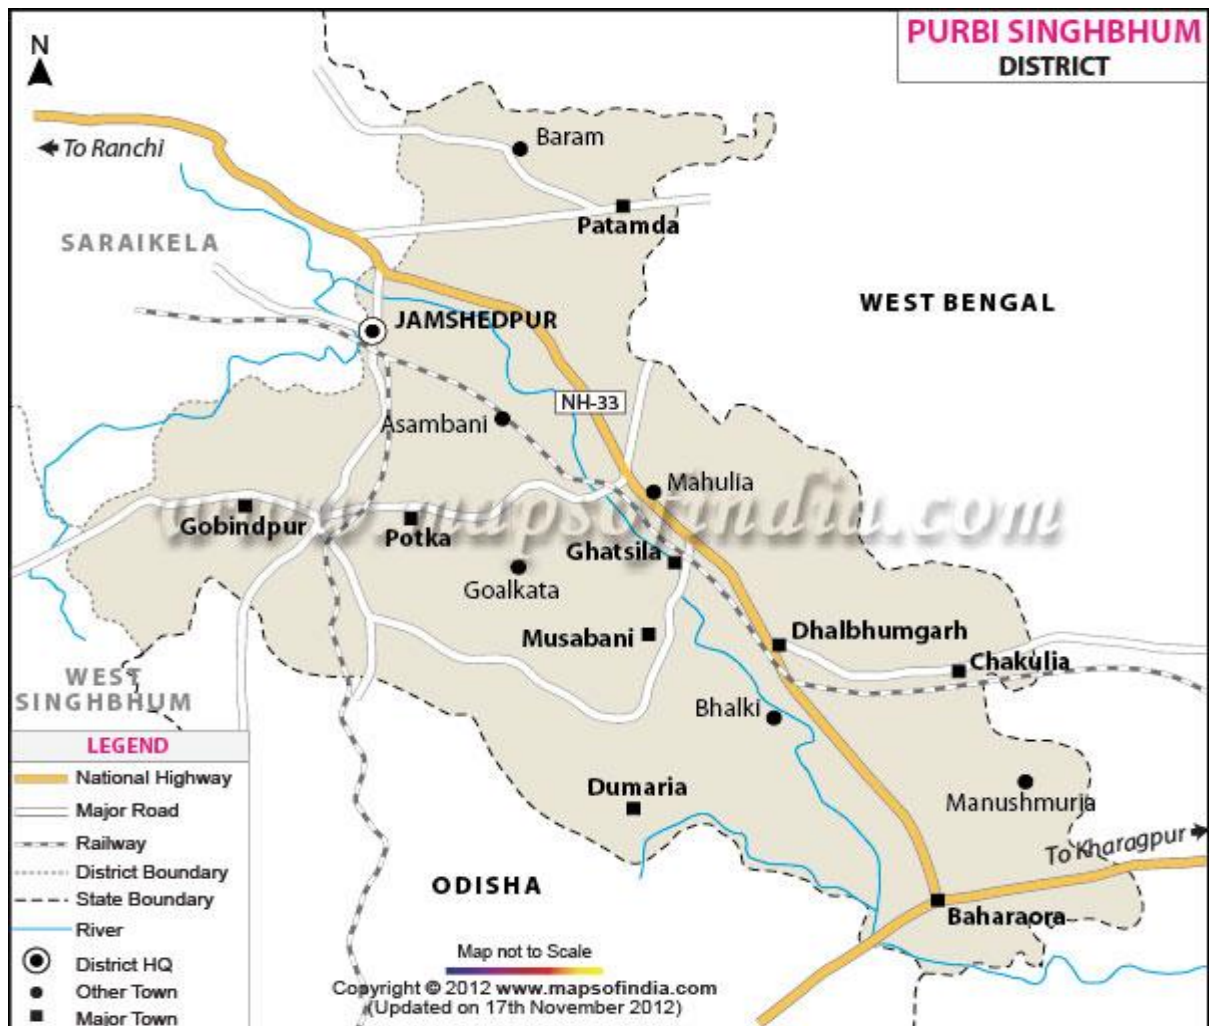 PURBI SINGHBHUM
DISTRICT
N
To Ranchi
Baram
Patamda
SARAIKELA
WEST BENGAL
JAMSHEDPUR
NH-33
Asambani
Mahulia
www.mapsofindia.com
Gobindpur
Potka
Ghatsila
Goalkata
Musabani
Dhalbhumgarh
Chakulia
WEST
SINGHBHUM
Bhalki
Dumaria
Manushmurja
To Kharagpur
ODISHA
Baharaora
LEGEND
National Highway
Major Road
Railway
District Boundary
State Boundary
River
District HQ
Other Town
Major Town
Map not to Scale
Copyright © 2012 www.mapsofindia.com
(Updated on 17th November 2012)